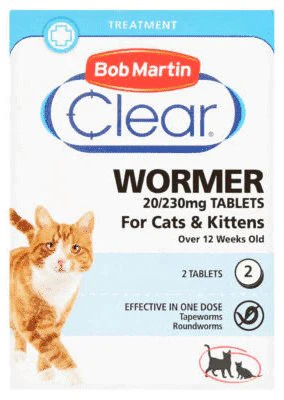 TREATMENT
Bob Martin
Clear®
WORMER
20/230mg TABLETS
For Cats & Kittens
Over 12 Weeks Old
2 TABLETS 2
EFFECTIVE IN ONE DOSE
Tapeworms
Roundworms